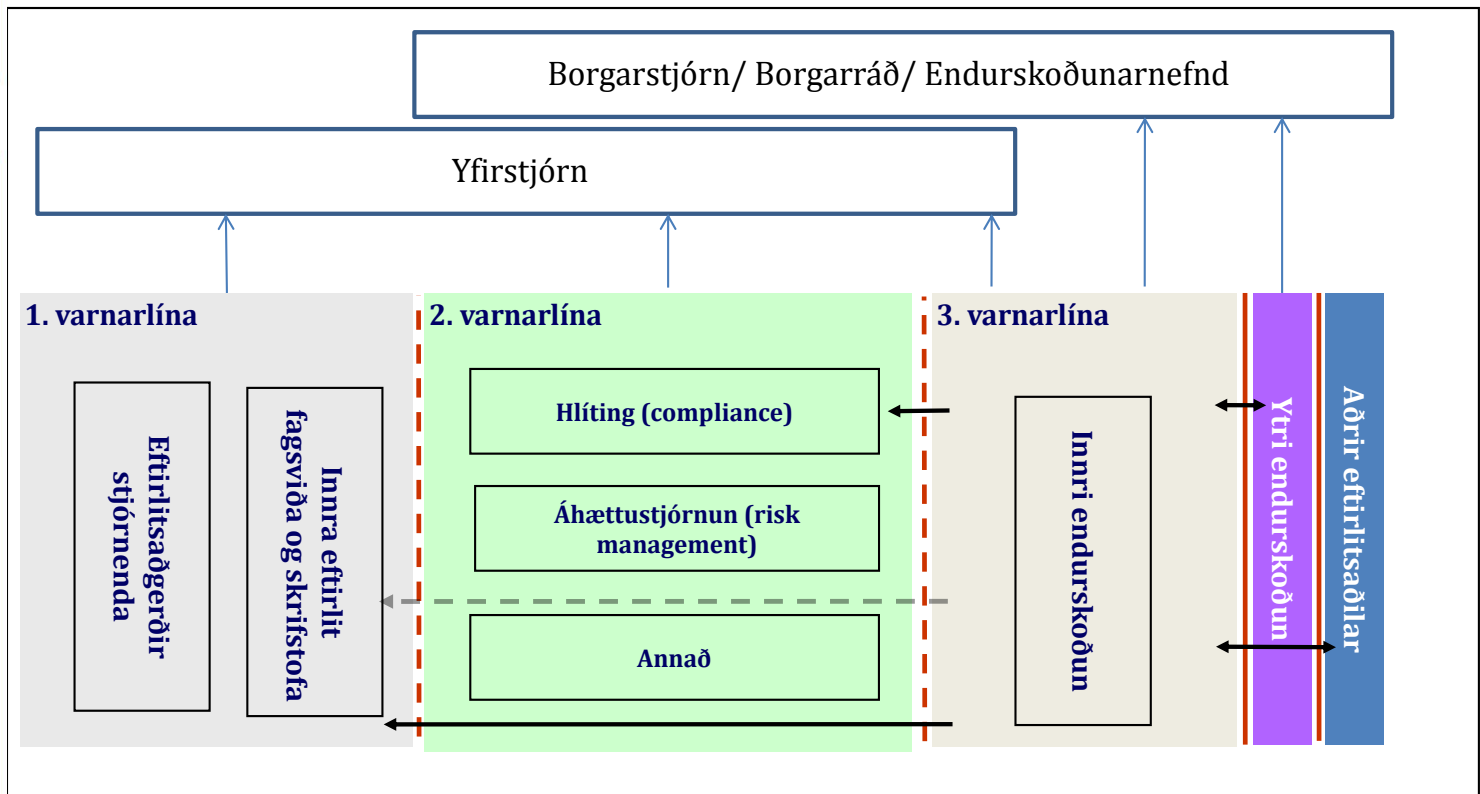 Borgarstjórn/ Borgarráð/ Endurskoðunarnefnd
Yfirstjórn
1. varnarlína
2. varnarlína
3. varnarlína
Eftirlitsaðgerðir
stjórnenda
Innra eftirlit
fagsviða og skrifstofa
Hlíting (compliance)
Áhættustjórnun (risk
management)
Annað
Innri endurskoðun
Ytri endurskoðun
Aðrir eftirlitsaðilar